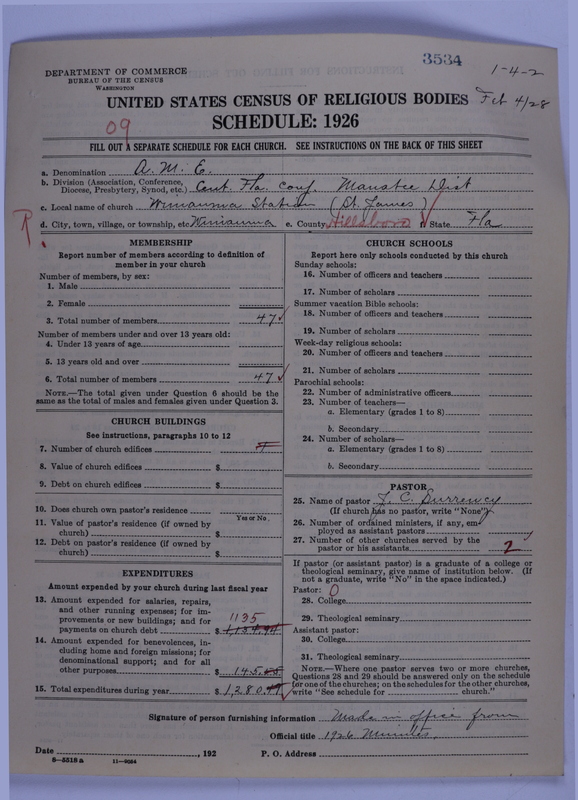 3534
DEPARTMENT OF COMMERCE
BUREAU OF THE CENSUS
WASHINGTON
1-4-2
UNITED STATES CENSUS OF RELIGIOUS BODIES
Feb 4/28
SCHEDULE: 1926
09
FILL OUT A SEPARATE SCHEDULE FOR EACH CHURCH. SEE INSTRUCTIONS ON THE BACK OF THIS SHEET
a. Denomination A. M. E.
b. Division (Association, Conference, Diocese, Presbytery, Synod, etc.) Cent. Fla. Conf. Manatee Dist
c. Local name of church Wimauma Station (St. James)
d. City, town, village, or township, etc. Wimauma e. County Hillsboro f. State Fla
R.
MEMBERSHIP
Report number of members according to definition of
member in your church
Number of members, by sex:
1. Male
2. Female
3. Total number of members 47
Number of members under and over 13 years old:
4. Under 13 years of age
5. 13 years old and over
6. Total number of members 47
NOTE.—The total given under Question 6 should be the
same as the total of males and females given under Question 3.
CHURCH BUILDINGS
See instructions, paragraphs 10 to 12
7. Number of church edifices 1
8. Value of church edifices $
9. Debt on church edifices $
10. Does church own pastor's residence
Yes or No.
11. Value of pastor's residence (if owned by
church) $
12. Debt on pastor's residence (if owned by
church) $
EXPENDITURES
Amount expended by your church during last fiscal year
13. Amount expended for salaries, repairs,
and other running expenses; for im-
provements or new buildings; and for 1135
payments on church debt $ 1,134.94
14. Amount expended for benevolences, in-
cluding home and foreign missions; for
denominational support; and for all
other purposes $ 145.
15. Total expenditures during year $ 1,280.
CHURCH SCHOOLS
Report here only schools conducted by this church
Sunday schools:
16. Number of officers and teachers
17. Number of scholars
Summer vacation Bible schools:
18. Number of officers and teachers
19. Number of scholars
Week-day religious schools:
20. Number of officers and teachers
21. Number of scholars
Parochial schools:
22. Number of administrative officers
23. Number of teachers—
a. Elementary (grades 1 to 8)
b. Secondary
24. Number of scholars—
a. Elementary (grades 1 to 8)
b. Secondary
PASTOR
25. Name of pastor J. C. Surrency
(If church has no pastor, write "None")
26. Number of ordained ministers, if any, em-
ployed as assistant pastors
27. Number of other churches served by the
pastor or his assistants 2
If pastor (or assistant pastor) is a graduate of a college or
theological seminary, give name of institution below. (If
not a graduate, write "No" in the space indicated.)
Pastor: 0
28. College
29. Theological seminary
Assistant pastor:
30. College
31. Theological seminary
NOTE.—Where one pastor serves two or more churches,
Questions 28 and 29 should be answered only on the schedule
for one of the churches; on the schedules for the other churches,
write "See schedule for church."
Signature of person furnishing information Made in office from
Official title 1926 Minutes.
Date , 192 P. O. Address
8—5518 a 11—9064